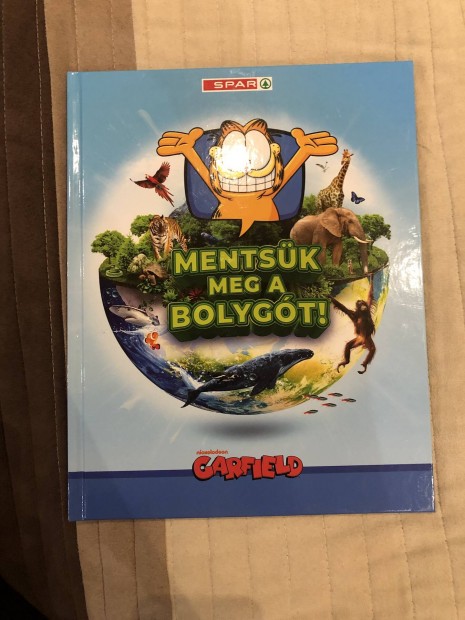 SPAR
MENTSÜK
MEG A
BOLYGÓT!
nickelodeon
GARFIELD